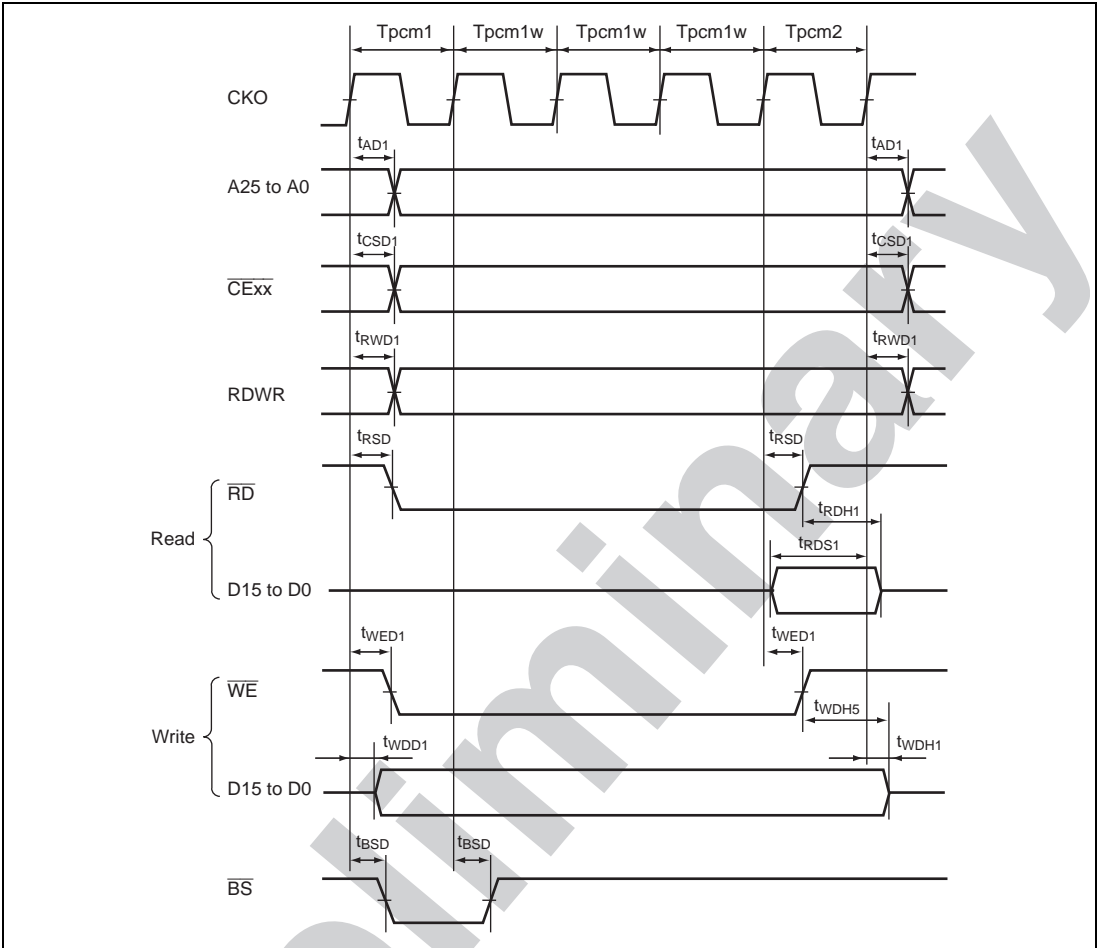 Tpcm1 Tpcm1w Tpcm1w Tpcm1w Tpcm2
CKO
tAD1 tAD1
A25 to A0
tCSD1 tCSD1
CExx
tRWD1 tRWD1
RDWR
tRSD tRSD
RD
tRDH1
Read
tRDS1
D15 to D0
tWED1 tWED1
WE
tWDH5
Write
tWDD1 tWDH1
D15 to D0
tBSD tBSD
BS
liminary